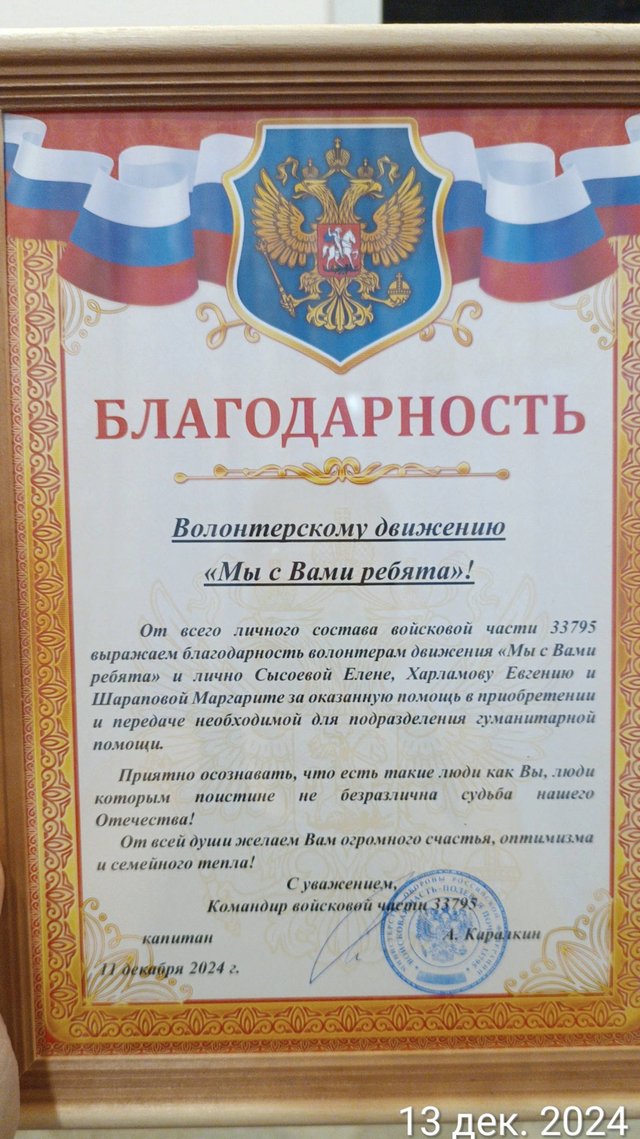 БЛАГОДАРНОСТЬ
Волонтерскому движению
«Мы с Вами ребята»!
От всего личного состава войсковой части 33795
выражаем благодарность волонтерам движения «Мы с Вами
ребята» и лично Сысоевой Елене, Харламову Евгению и
Шараповой Маргарите за оказанную помощь в приобретении
и передаче необходимой для подразделения гуманитарной
помощи.
Приятно осознавать, что есть такие люди как Вы, люди
которым поистине не безразлична судьба нашего
Отечества!
От всей души желаем Вам огромного счастья, оптимизма
и семейного тепла!
С уважением,
Командир войсковой части 33795
капитан А. Каралкин
11 декабря 2024 г.
13 дек. 2024